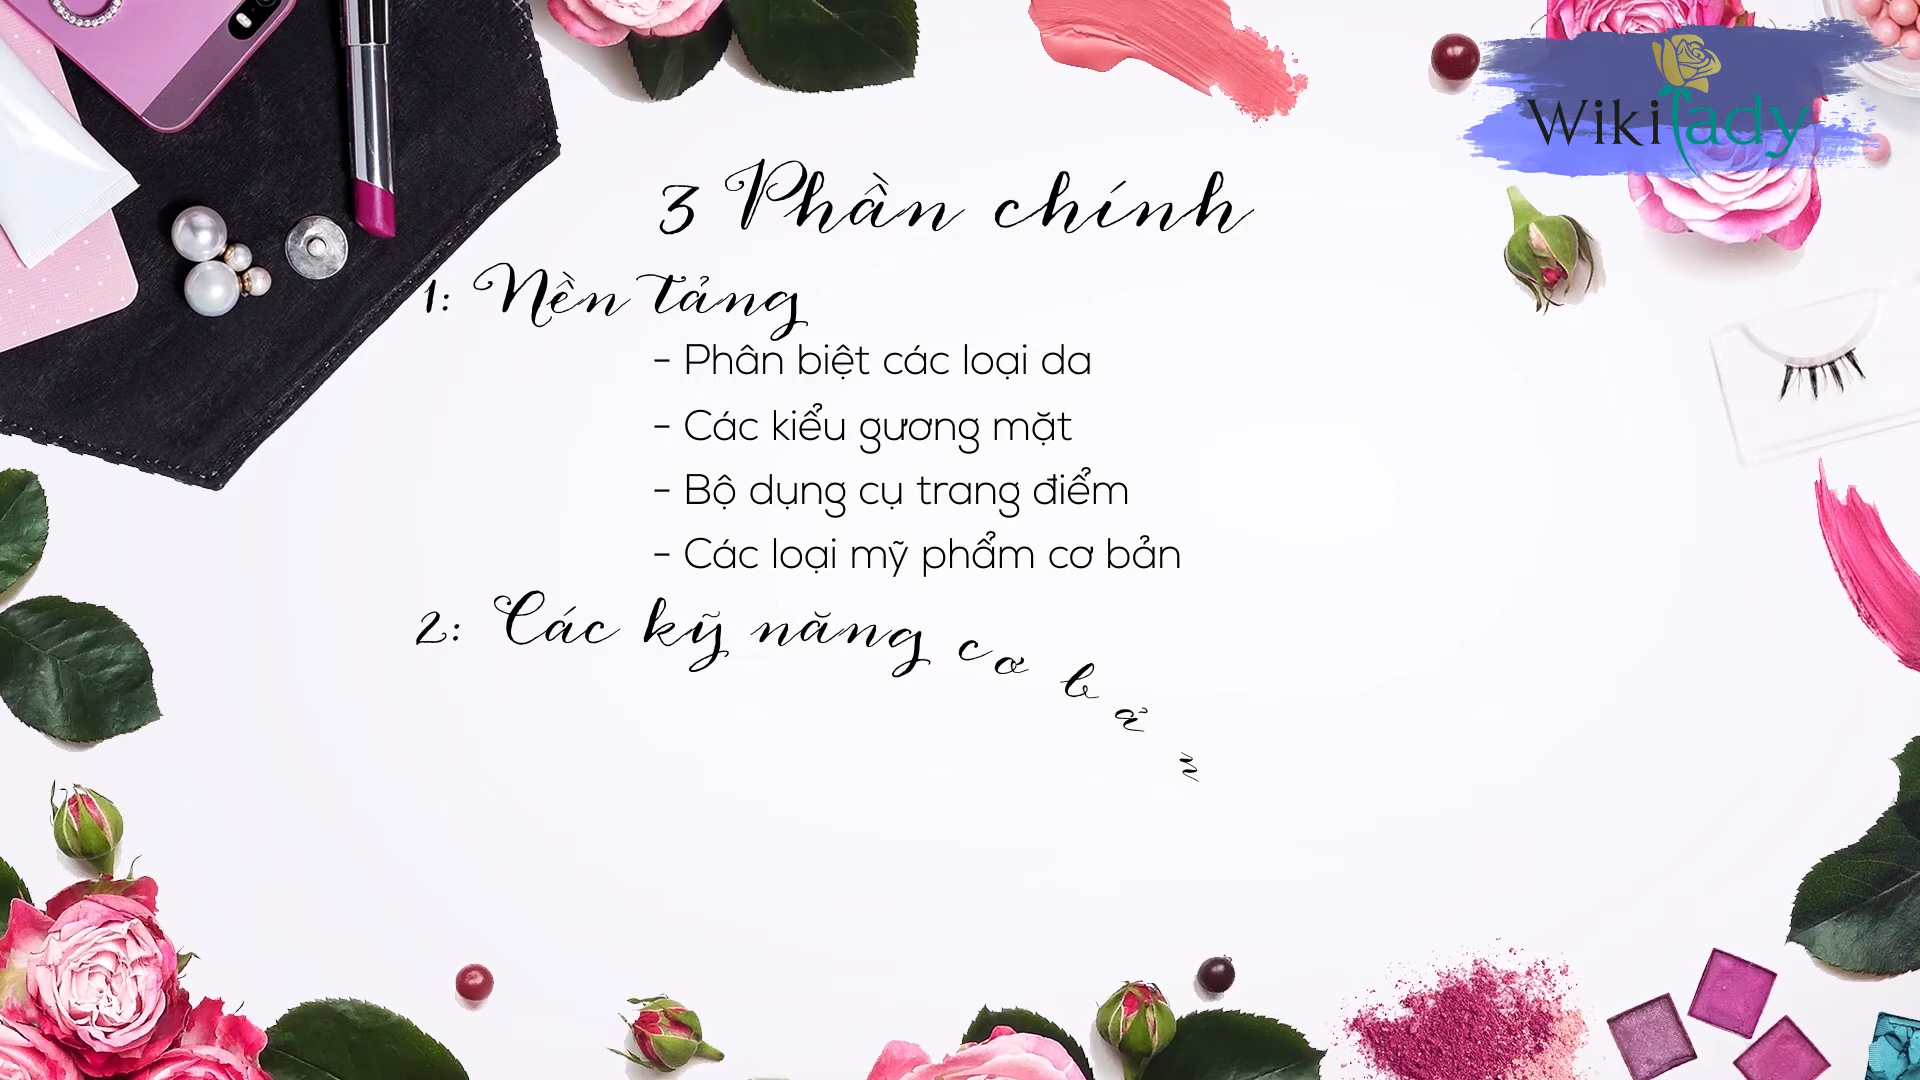 WikiLady
3 Phần chính
1: Nền tảng
- Phân biệt các loại da
- Các kiểu gương mặt
- Bộ dụng cụ trang điểm
- Các loại mỹ phẩm cơ bản
2: Các kỹ năng cơ bản